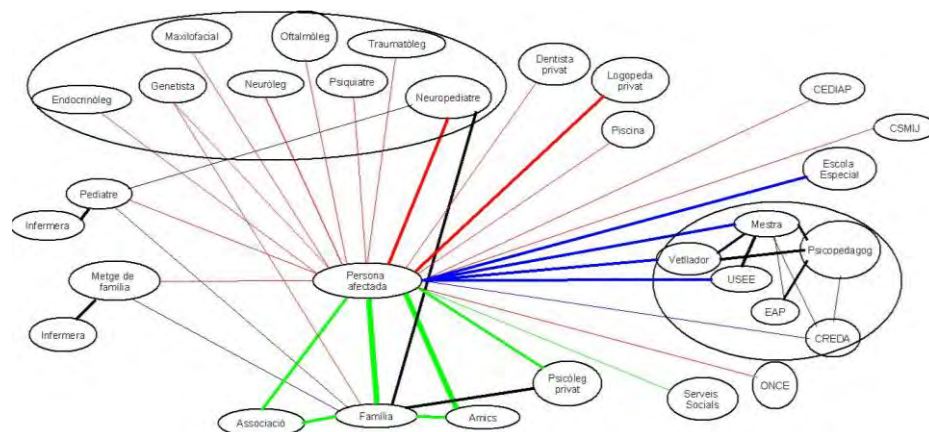 Maxilofacial
Oftalmòleg
Traumatòleg
Dentista
privat
Logopeda
privat
Endocrinòleg
Genetista
Neuròleg
Psiquiatre
Neuropediatre
CEDIAP
Piscina
CSMIJ
Escola
Especial
Pediatre
Infermera
Mestra
Psicopedagog
Vetllador
Metge de
família
Persona
afectada
USEE
EAP
Infermera
CREDA
Psicòleg
privat
Serveis
Socials
ONCE
Associació
Família
Amics